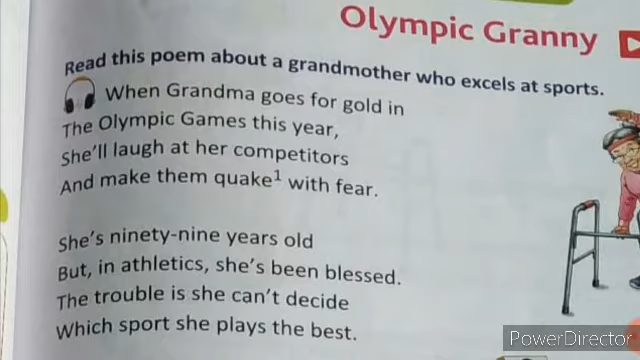 Olympic Granny
Read this poem about a grandmother who excels at sports.
When Grandma goes for gold in
The Olympic Games this year,
She'll laugh at her competitors
And make them quake¹ with fear.
She's ninety-nine years old
But, in athletics, she's been blessed.
The trouble is she can't decide
Which sport she plays the best.
PowerDirector